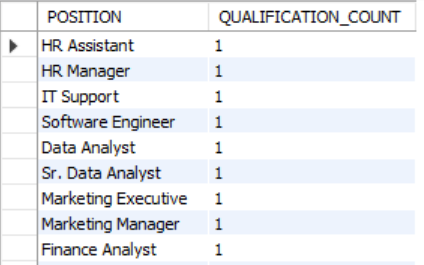 POSITION QUALIFICATION_COUNT
HR Assistant 1
HR Manager 1
IT Support 1
Software Engineer 1
Data Analyst 1
Sr. Data Analyst 1
Marketing Executive 1
Marketing Manager 1
Finance Analyst 1